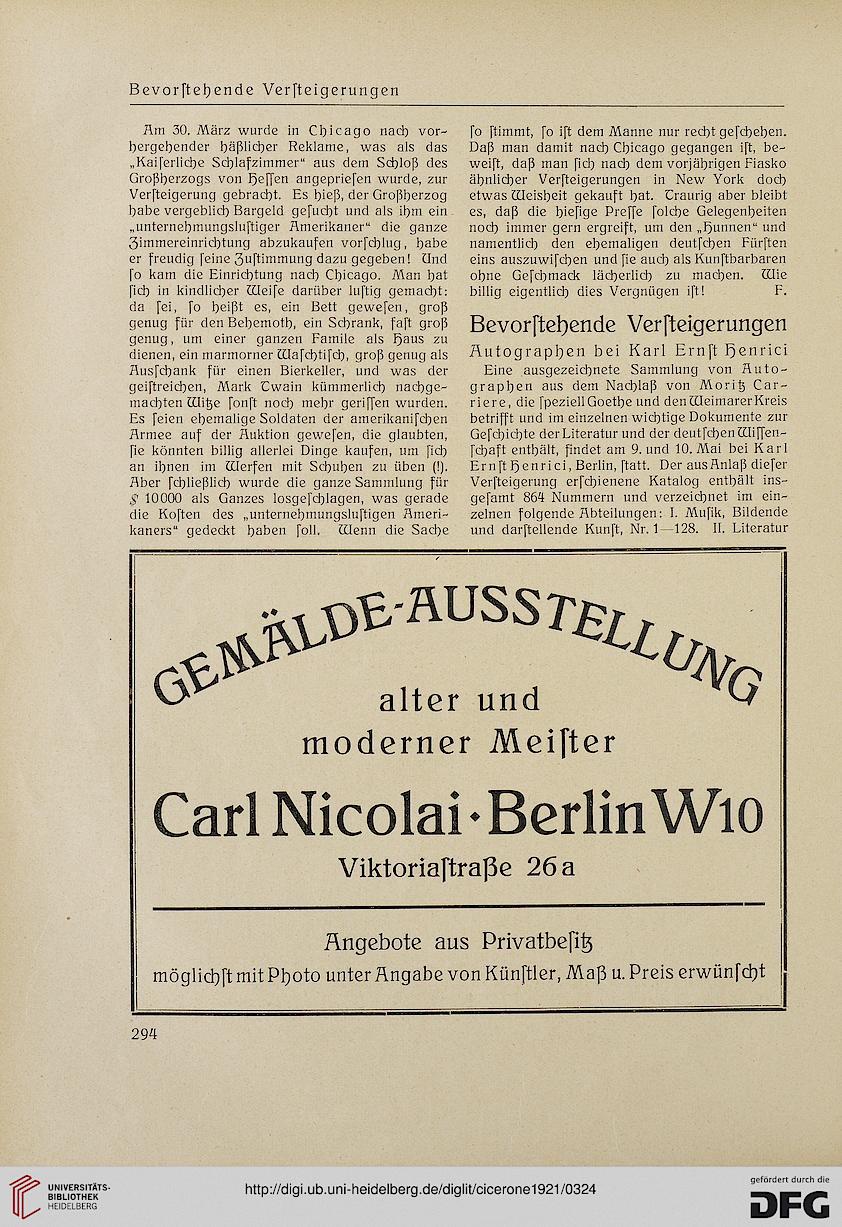 Bevorſtehende Verſteigerungen
Am 30. März wurde in Chicago nach vor-
hergehender häßlicher Reklame, was als das
„Kaiſerliche Schlafzimmer“ aus dem Schloß des
Großherzogs von Heſſen angeprieſen wurde, zur
Verſteigerung gebracht. Es hieß, der Großherzog
habe vergeblich Bargeld geſucht und als ihm ein
„unternehmungsluſtiger Amerikaner“ die ganze
Zimmereinrichtung abzukaufen vorſchlug, habe
er freudig ſeine Zuſtimmung dazu gegeben! Und
ſo kam die Einrichtung nach Chicago. Man hat
ſich in kindlicher Weiſe darüber luſtig gemacht:
da ſei, ſo heißt es, ein Bett geweſen, groß
genug für den Behemoth, ein Schrank, faſt groß
genug, um einer ganzen Famile als Haus zu
dienen, ein marmorner Waſchtiſch, groß genug als
Ausſchank für einen Bierkeller, und was der
geiſtreichen, Mark Twain kümmerlich nachge-
machten Witze ſonſt noch mehr geriſſen wurden.
Es ſeien ehemalige Soldaten der amerikaniſchen
Armee auf der Auktion geweſen, die glaubten,
ſie könnten billig allerlei Dinge kaufen, um ſich
an ihnen im Werfen mit Schuhen zu üben (!).
Aber ſchließlich wurde die ganze Sammlung für
$ 10000 als Ganzes losgeſchlagen, was gerade
die Koſten des „unternehmungsluſtigen Ameri-
kaners“ gedeckt haben ſoll. Wenn die Sache
ſo ſtimmt, ſo iſt dem Manne nur recht geſchehen.
Daß man damit nach Chicago gegangen iſt, be-
weiſt, daß man ſich nach dem vorjährigen Fiasko
ähnlicher Verſteigerungen in New York doch
etwas Weisheit gekauft hat. Traurig aber bleibt
es, daß die hieſige Preſſe ſolche Gelegenheiten
noch immer gern ergreift, um den „Hunnen“ und
namentlich den ehemaligen deutſchen Fürſten
eins auszuwiſchen und ſie auch als Kunſtbarbaren
ohne Geſchmack lächerlich zu machen. Wie
billig eigentlich dies Vergnügen iſt! F.
Bevorſtehende Verſteigerungen
Autographen bei Karl Ernſt Henrici
Eine ausgezeichnete Sammlung von Auto-
graphen aus dem Nachlaß von Moritz Car-
riere, die ſpeziell Goethe und den Weimarer Kreis
betrifft und im einzelnen wichtige Dokumente zur
Geſchichte der Literatur und der deutſchen Wiſſen-
ſchaft enthält, findet am 9. und 10. Mai bei Karl
Ernſt Henrici, Berlin, ſtatt. Der aus Anlaß dieſer
Verſteigerung erſchienene Katalog enthält ins-
geſamt 864 Nummern und verzeichnet im ein-
zelnen folgende Abteilungen: I. Muſik, Bildende
und darſtellende Kunſt, Nr. 1—128. II. Literatur
GEMÄLDE-AUSSTELLUNG
alter und
moderner Meiſter
Carl Nicolai · Berlin W10
Viktoriaſtraße 26a
Angebote aus Privatbeſitz
möglichſt mit Photo unter Angabe von Künſtler, Maß u. Preis erwünſcht
294
UNIVERSITÄTS-
BIBLIOTHEK
HEIDELBERG
http://digi.ub.uni-heidelberg.de/diglit/cicerone1921/0324
gefördert durch die
DFG